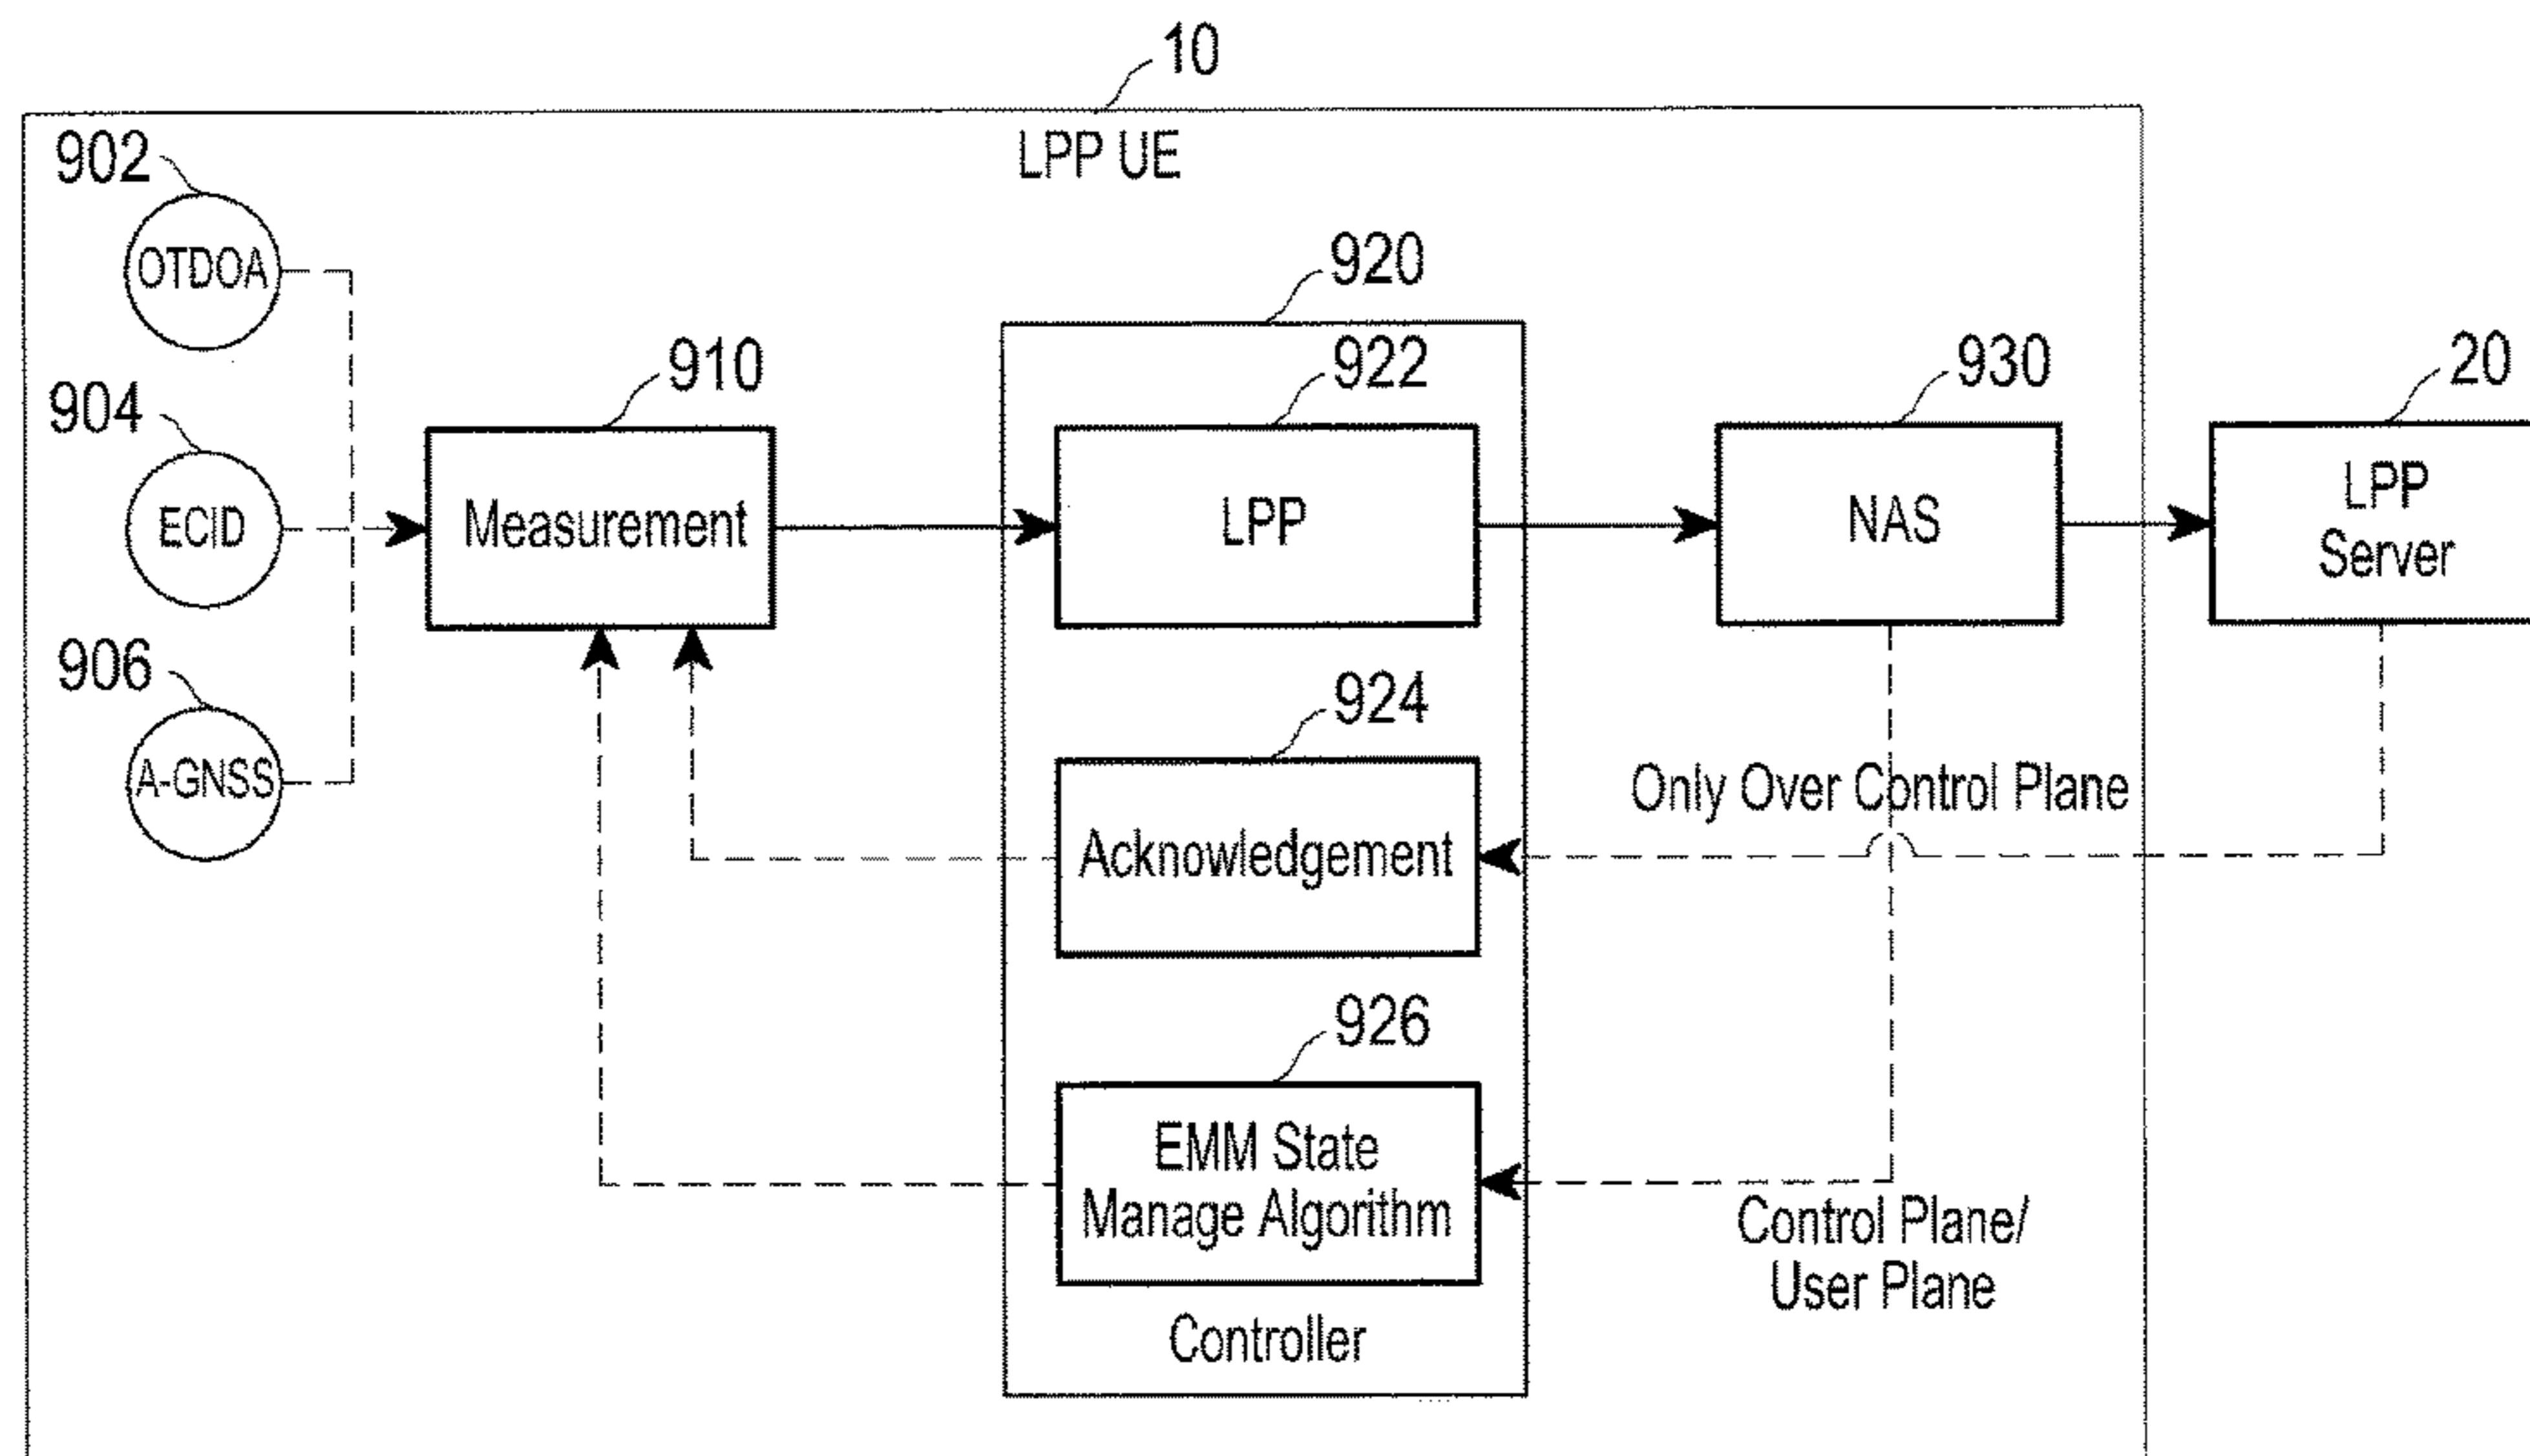 10
LPP UE
902
OTDOA
920
910
922
930
20
904
ECID
Measurement
LPP
NAS
LPP
Server
906
A-GNSS
924
Only Over Control Plane
Acknowledgement
926
EMM State
Manage Algorithm
Control Plane/
User Plane
Controller